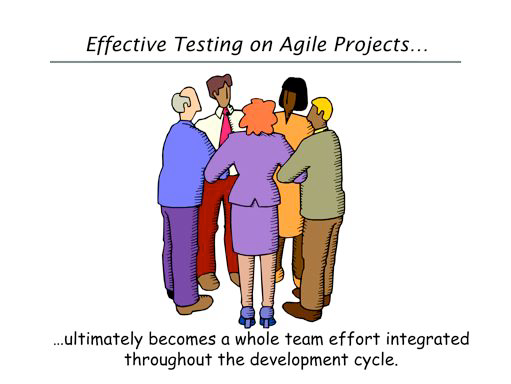 Effective Testing on Agile Projects…
…ultimately becomes a whole team effort integrated
throughout the development cycle.